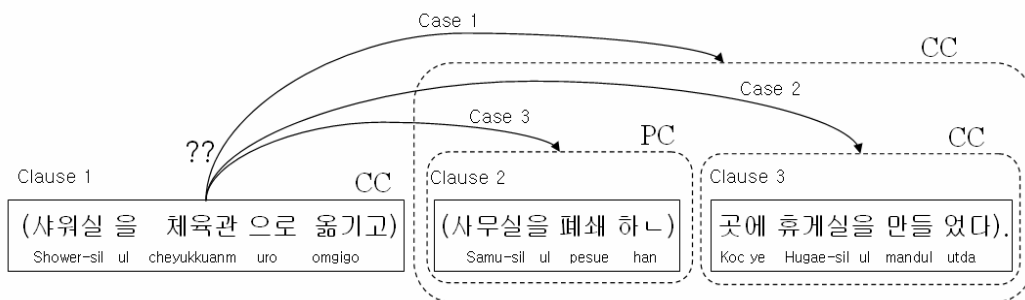 Case 1
CC
Case 2
Case 3
PC
CC
??
Clause 1
CC
Clause 2
Clause 3
(샤워실 을 체육관 으로 옮기고)
(사무실을 폐쇄 하ㄴ)
곳에 휴게실을 만들 었다).
Shower-sil ul cheyukkuanm uro omgigo
Samu-sil ul pesue han
Koc ye Hugae-sil ul mandul utda